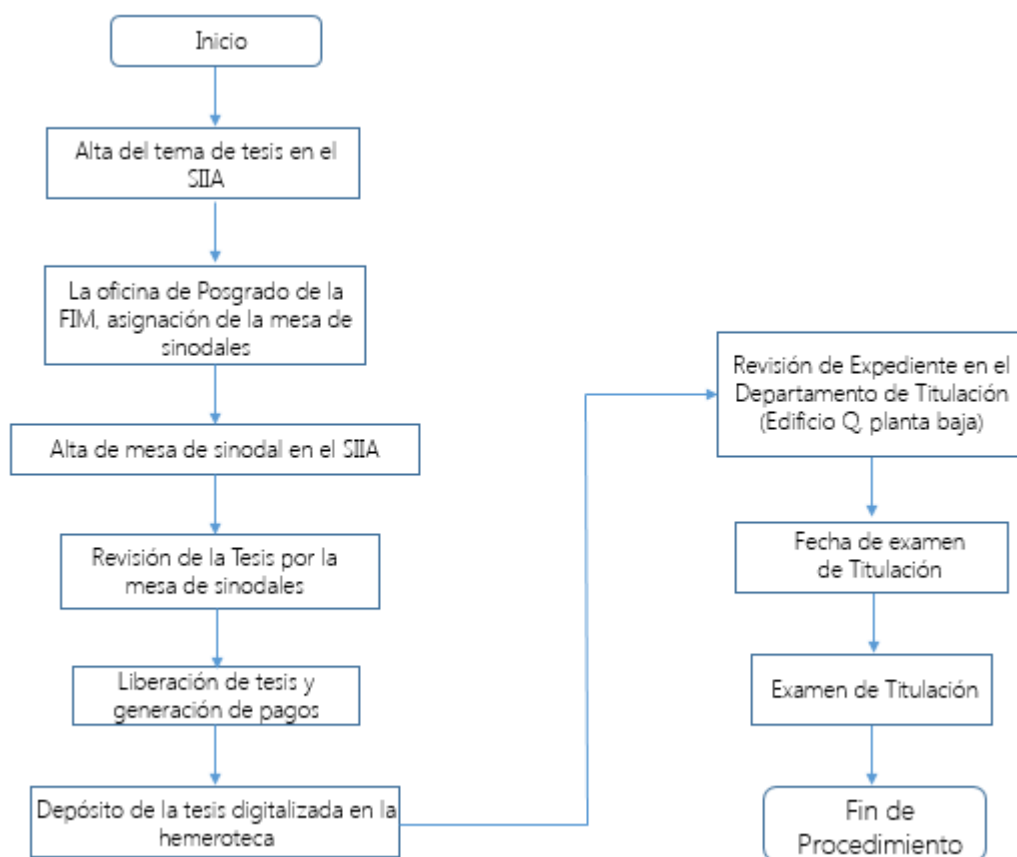 Inicio
Alta del tema de tesis en el
SIIA
La oficina de Posgrado de la
FIM, asignación de la mesa de
sinodales
Alta de mesa de sinodal en el SIIA
Revisión de la Tesis por la
mesa de sinodales
Liberación de tesis y
generación de pagos
Depósito de la tesis digitalizada en la
hemeroteca
Revisión de Expediente en el
Departamento de Titulación
(Edificio Q, planta baja)
Fecha de examen
de Titulación
Examen de Titulación
Fin de
Procedimiento